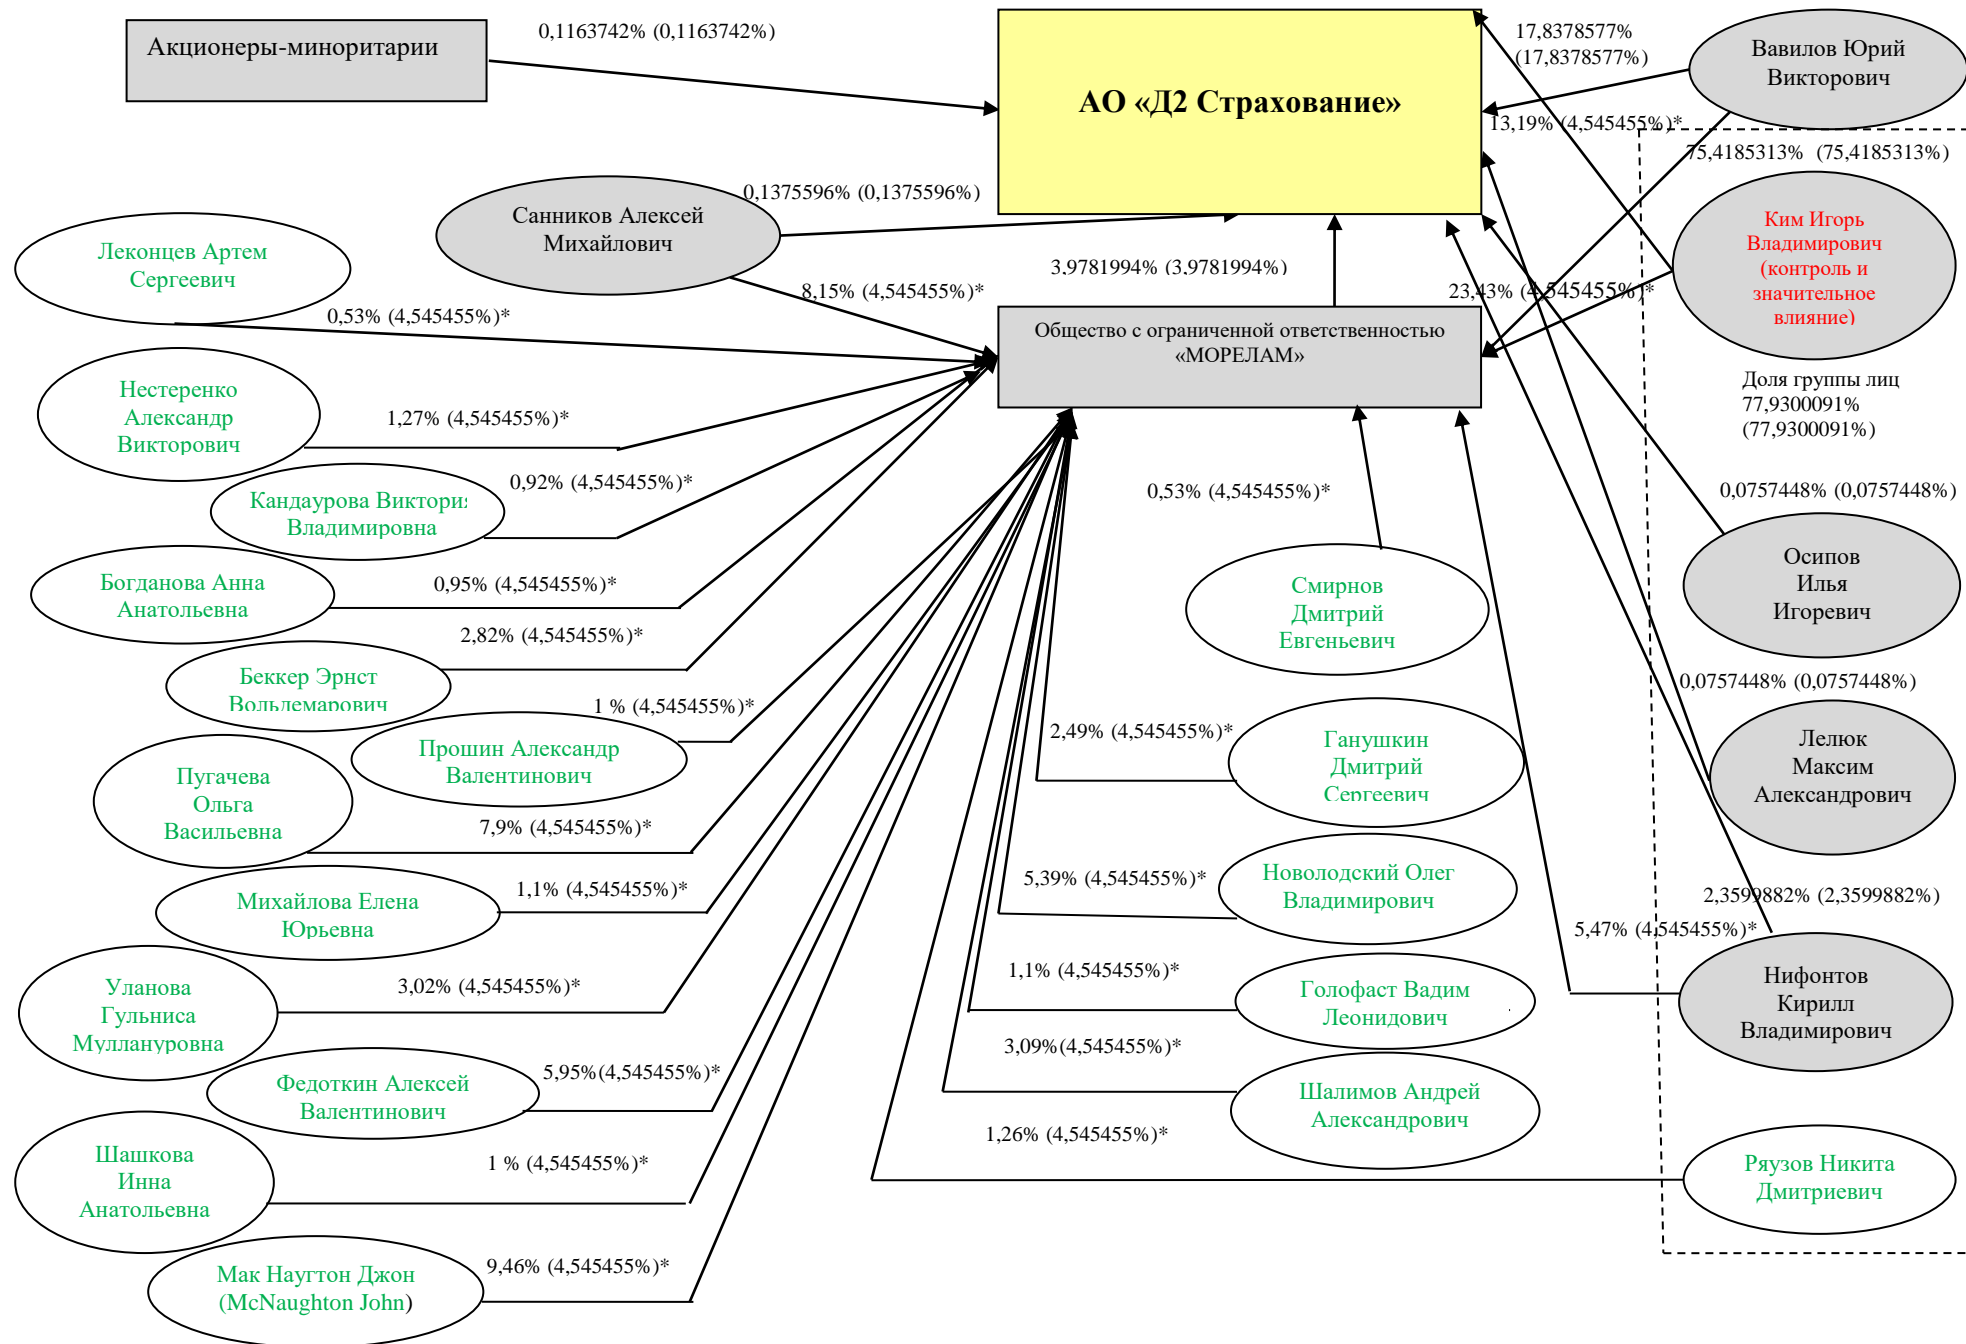 Акционеры-миноритарии
0,1163742% (0,1163742%)
АО «Д2 Страхование»
17,8378577%
(17,8378577%)
Вавилов Юрий
Викторович
13,19% (4,545455%)*
75,4185313% (75,4185313%)
Санников Алексей
Михайлович
0,1375596% (0,1375596%)
Ким Игорь
Владимирович
(контроль и
значительное
влияние)
Леконцев Артем
Сергеевич
3,9781994% (3,9781994%)
8,15% (4,545455%)*
23,43% (4,545455%)*
0,53% (4,545455%)*
Общество с ограниченной ответственностью
«МОРЕЛАМ»
Доля группы лиц
77,9300091%
(77,9300091%)
Нестеренко
Александр
Викторович
1,27% (4,545455%)*
Кандаурова Виктория
Владимировна
0,92% (4,545455%)*
0,53% (4,545455%)*
0,0757448% (0,0757448%)
Осипов
Илья
Игоревич
Богданова Анна
Анатольевна
0,95% (4,545455%)*
Смирнов
Дмитрий
Евгеньевич
2,82% (4,545455%)*
Беккер Эрнст
Вольдемарович
1 % (4,545455%)*
0,0757448% (0,0757448%)
Прошин Александр
Валентинович
2,49% (4,545455%)*
Ганушкин
Дмитрий
Сергеевич
Лелюк
Максим
Александрович
Пугачева
Ольга
Васильевна
7,9% (4,545455%)*
Михайлова Елена
Юрьевна
1,1% (4,545455%)*
5,39% (4,545455%)*
Новолодский Олег
Владимирович
2,3599882% (2,3599882%)
5,47% (4,545455%)*
Нифонтов
Кирилл
Владимирович
Уланова
Гульниса
Муллануровна
3,02% (4,545455%)*
1,1% (4,545455%)*
Голофаст Вадим
Леонидович
Федоткин Алексей
Валентинович
5,95%(4,545455%)*
3,09%(4,545455%)*
Шалимов Андрей
Александрович
Шашкова
Инна
Анатольевна
1 % (4,545455%)*
1,26% (4,545455%)*
Ряузов Никита
Дмитриевич
Мак Наугтон Джон
(McNaughton John)
9,46% (4,545455%)*